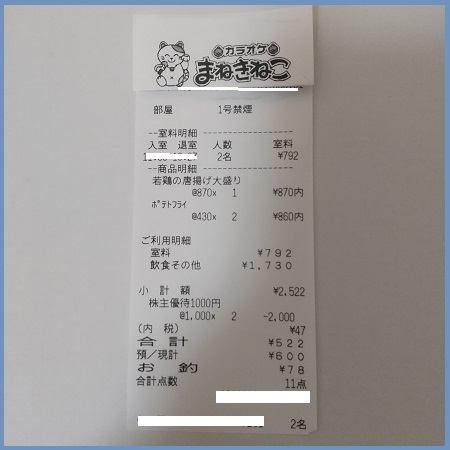 カラオケ
まねきねこ
部屋 1号禁煙
--室料明細--
入室 退室 人数 室料
2名 ¥792
--商品明細--
若鶏の唐揚げ大盛り
@870x 1 ¥870内
ﾎﾟﾃﾄﾌﾗｲ
@430x 2 ¥860内
ご利用明細
室料 ¥792
飲食その他 ¥1,730
小 計 額 ¥2,522
株主優待1000円
@1,000x 2 -2,000
(内 税) ¥47
合計 ¥522
預/現計 ¥600
お釣 ¥78
合計点数 11点
2名